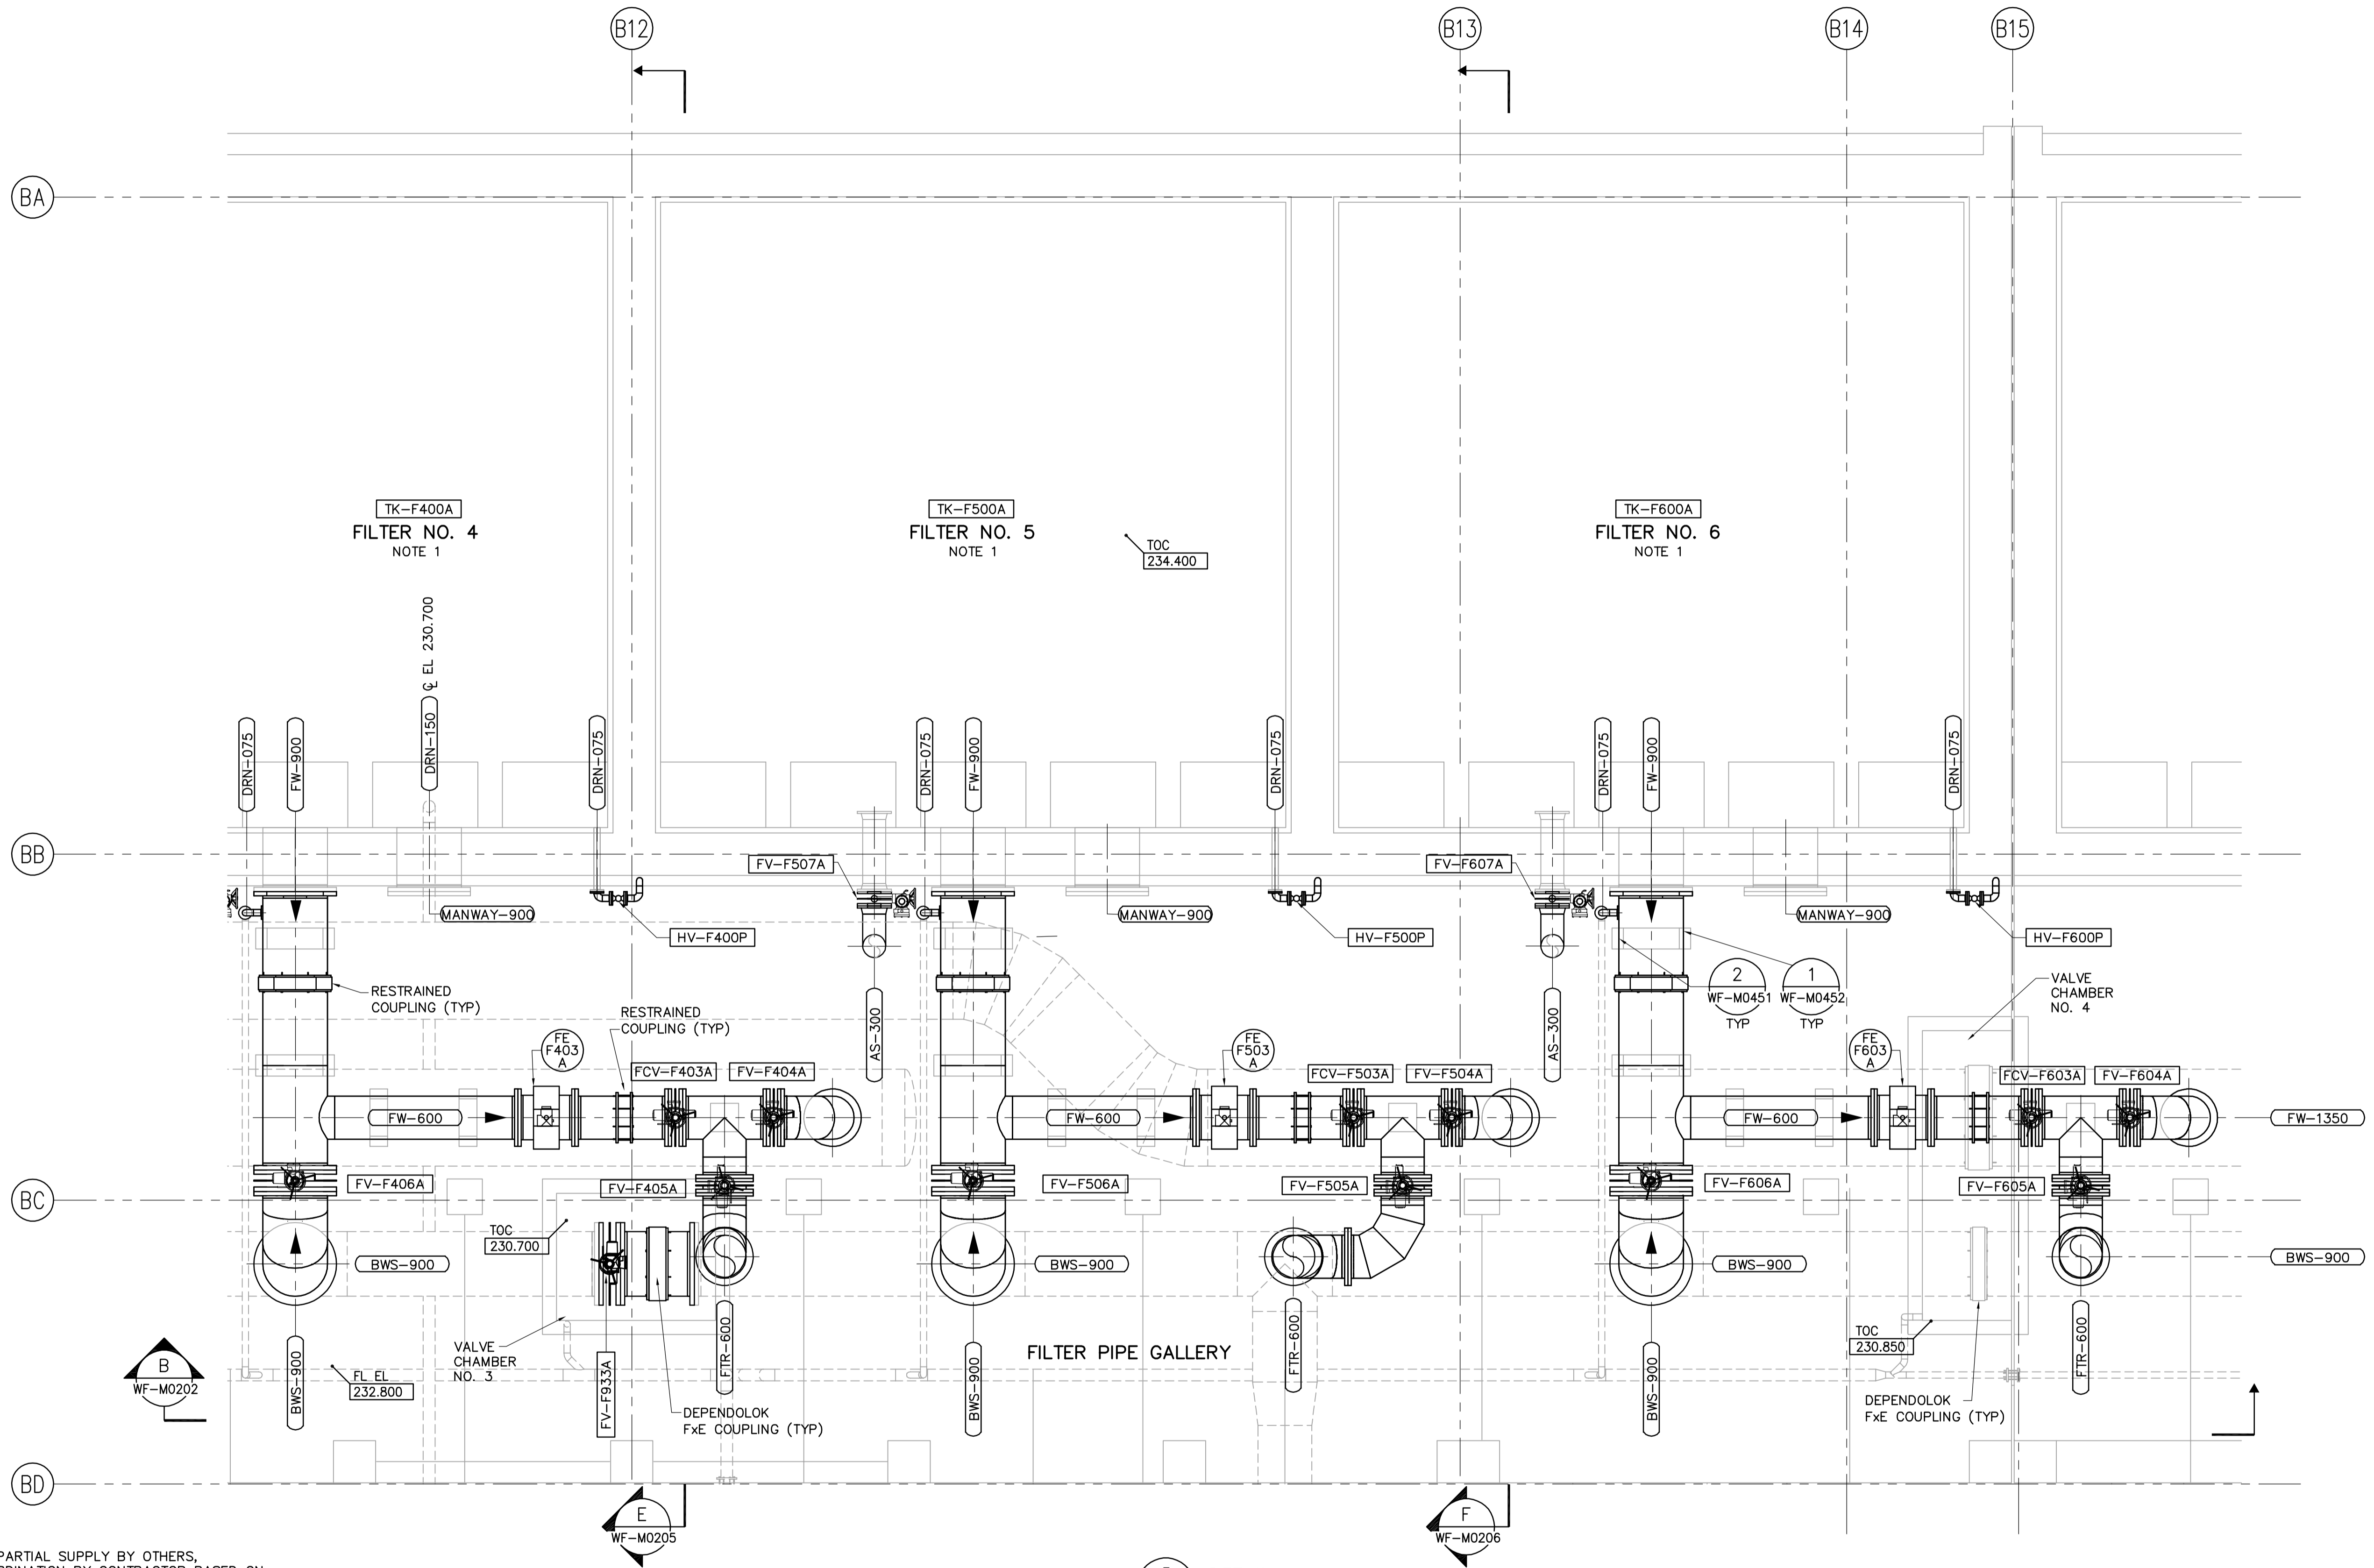 B12
B13
B14
B15
BA
TK-F400A
FILTER NO. 4
NOTE 1
TK-F500A
FILTER NO. 5
NOTE 1
TOC
234.400
TK-F600A
FILTER NO. 6
NOTE 1
℄ EL 230.700
DRN-075
FW-900
DRN-150
DRN-075
DRN-075
FW-900
DRN-075
DRN-075
FW-900
DRN-075
BB
FV-F507A
FV-F607A
MANWAY-900
MANWAY-900
MANWAY-900
HV-F400P
HV-F500P
HV-F600P
RESTRAINED
COUPLING (TYP)
RESTRAINED
COUPLING (TYP)
AS-300
AS-300
2
WF-M0451
TYP
1
WF-M0452
TYP
VALVE
CHAMBER
NO. 4
FE
F403
A
FCV-F403A
FV-F404A
FE
F503
A
FCV-F503A
FV-F504A
FE
F603
A
FCV-F603A
FV-F604A
FW-600
FW-600
FW-600
FW-1350
FV-F406A
FV-F405A
FV-F506A
FV-F505A
FV-F606A
FV-F605A
BC
TOC
230.700
BWS-900
BWS-900
BWS-900
BWS-900
VALVE
CHAMBER
NO. 3
FILTER PIPE GALLERY
TOC
230.850
B
WF-M0202
FL EL
232.800
BWS-900
FV-F933A
FTR-600
BWS-900
FTR-600
BWS-900
FTR-600
DEPENDOLOK
FxE COUPLING (TYP)
DEPENDOLOK
FxE COUPLING (TYP)
BD
E
WF-M0205
F
WF-M0206
PARTIAL SUPPLY BY OTHERS,